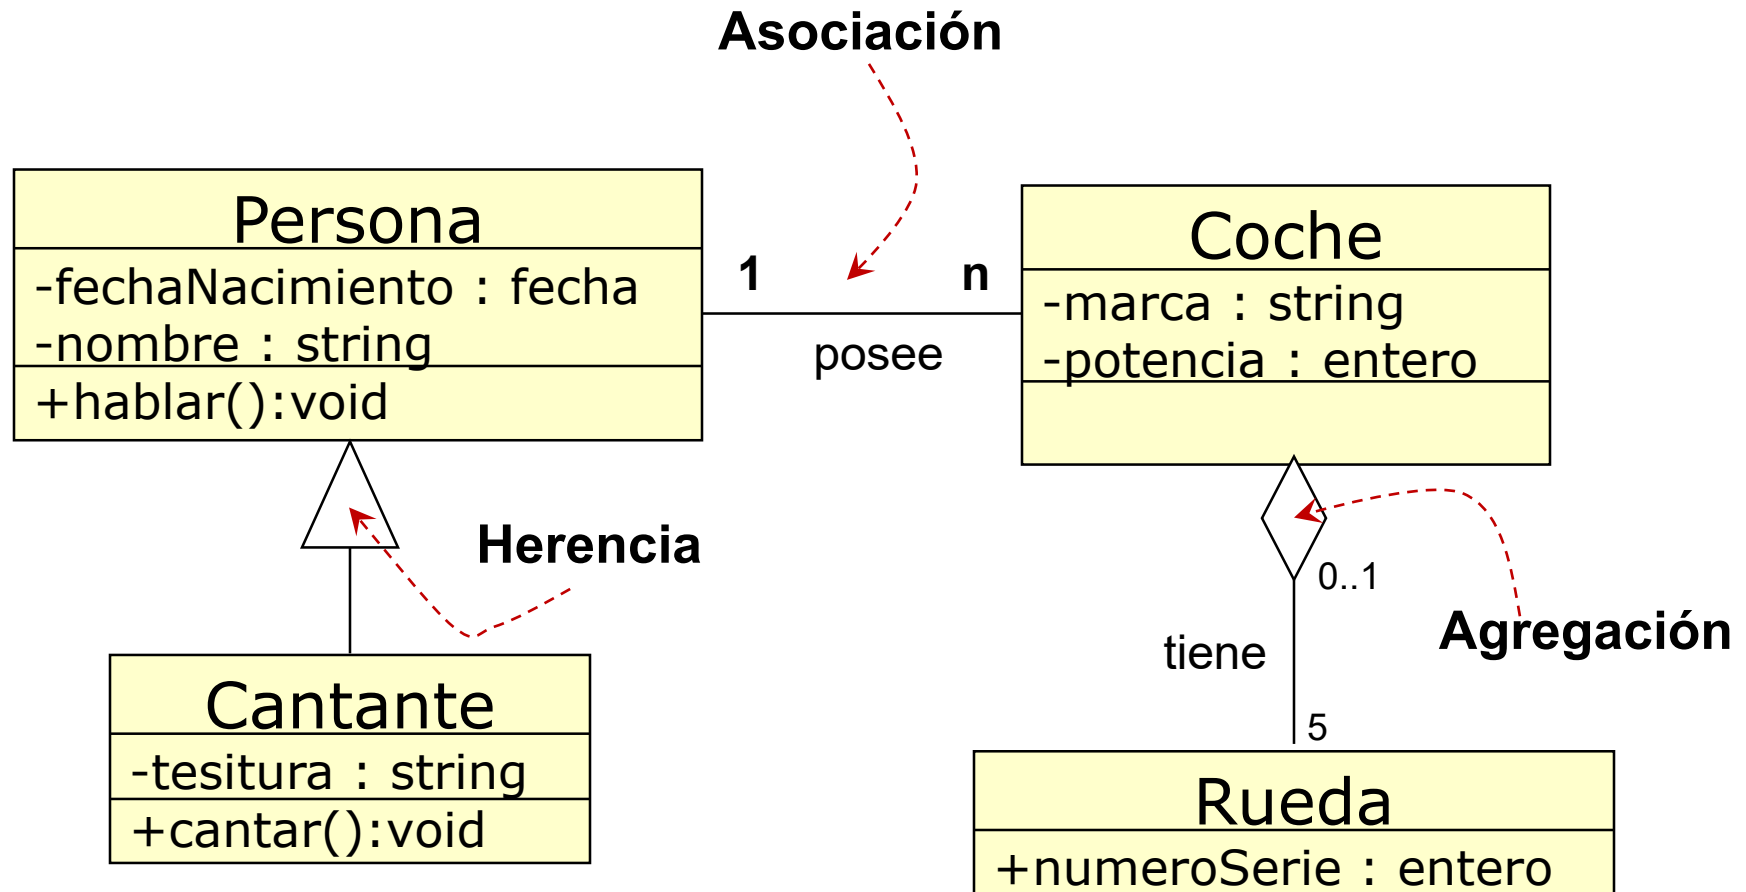 Asociación
Persona
-fechaNacimiento : fecha
-nombre : string
+hablar():void
1
n
posee
Coche
-marca : string
-potencia : entero
Herencia
0..1
Agregación
tiene
5
Cantante
-tesitura : string
+cantar():void
Rueda
+numeroSerie : entero